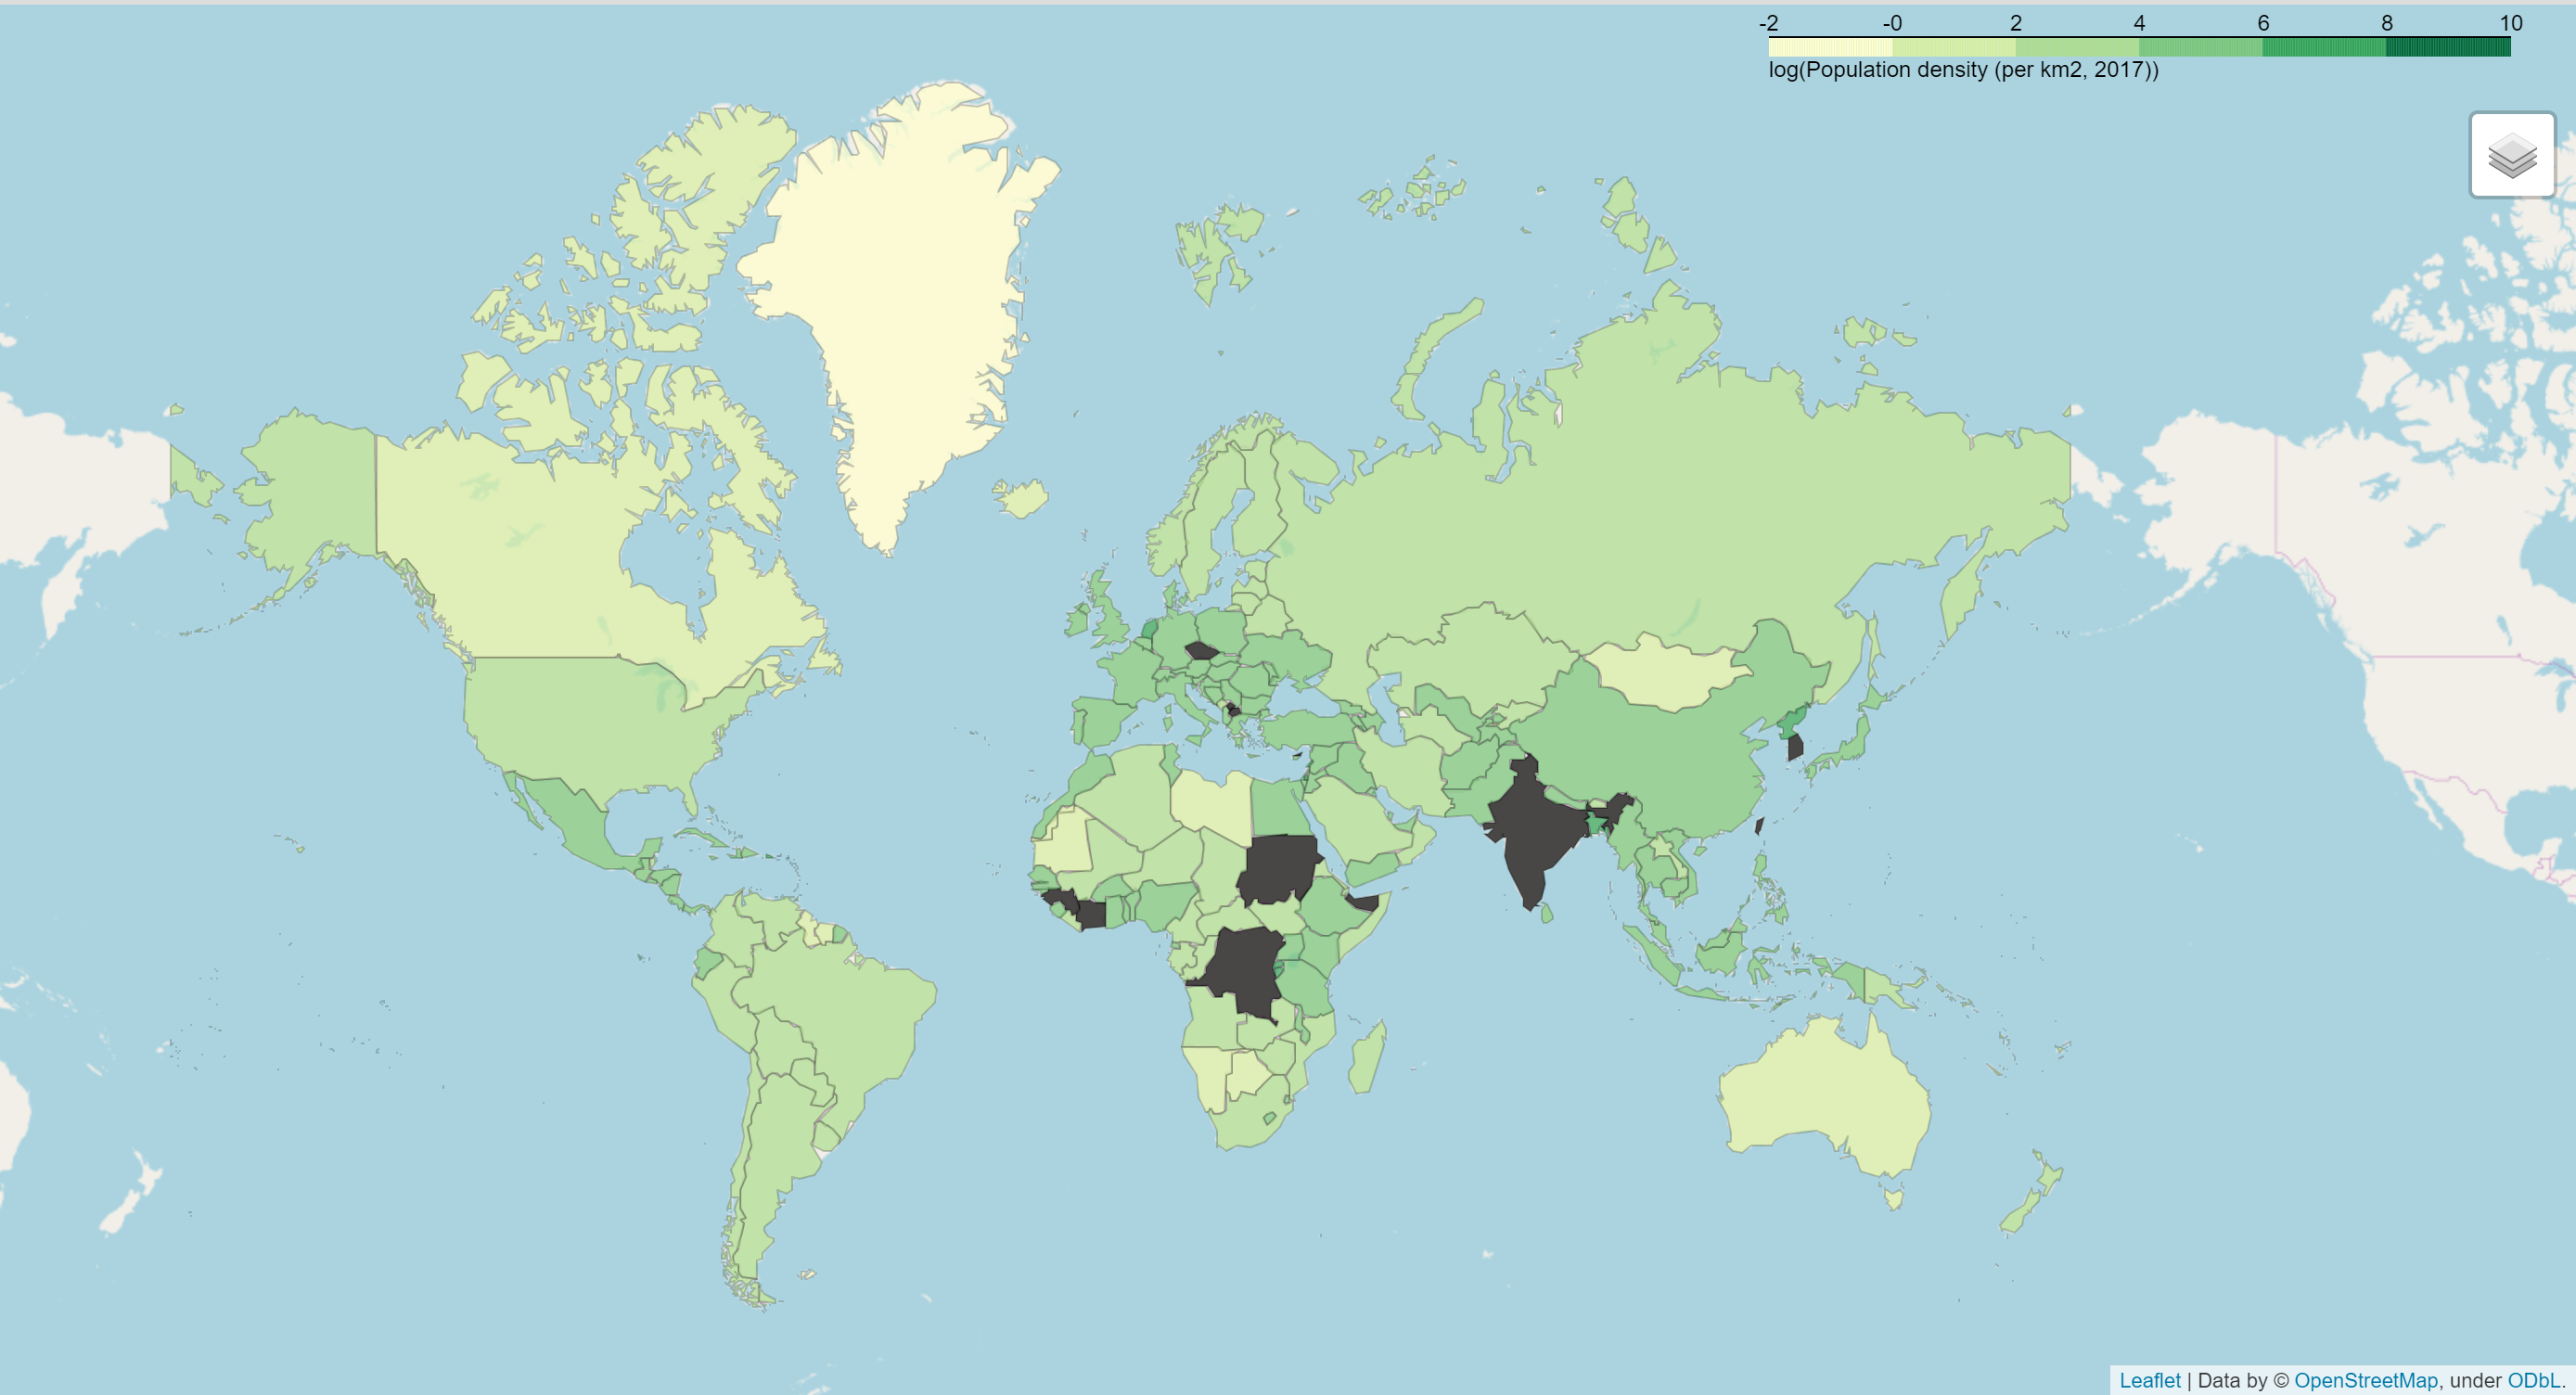 -2 -0 2 4 6 8 10
log(Population density (per km2, 2017))
Leaflet | Data by © OpenStreetMap, under ODbL.